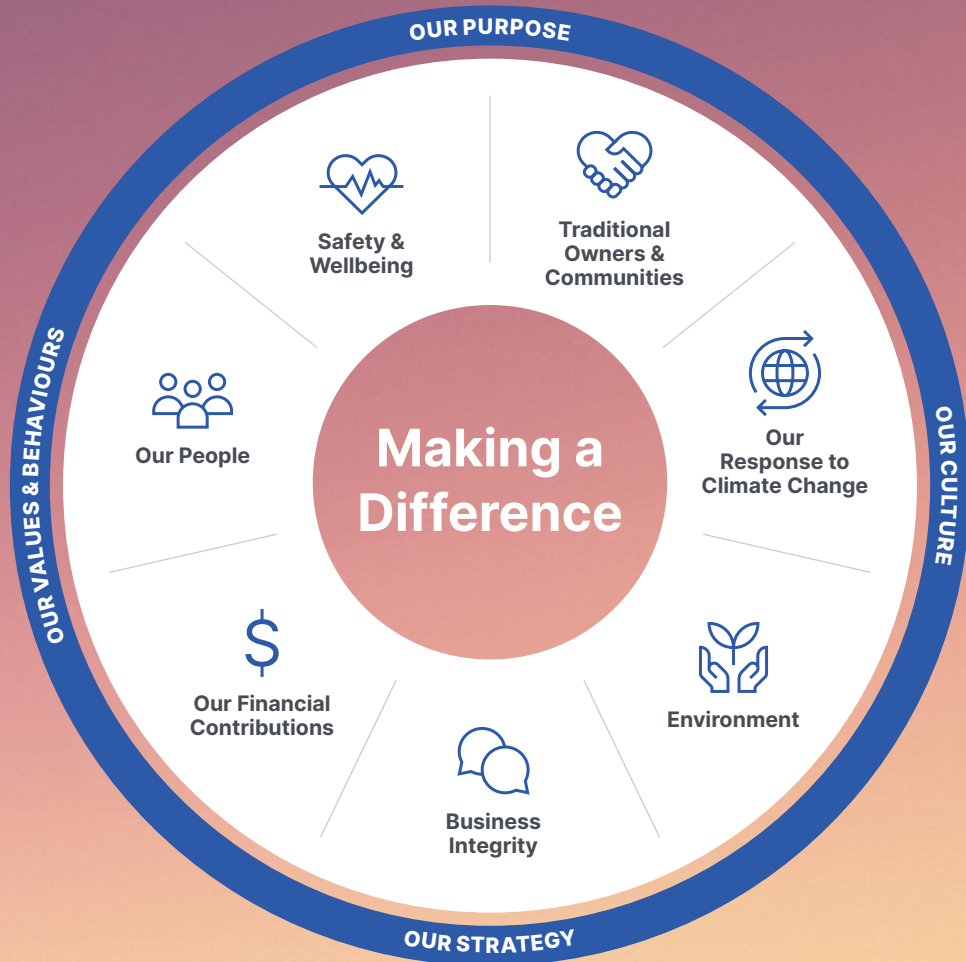 OUR PURPOSE
Safety &
Wellbeing
Traditional
Owners &
Communities
OUR VALUES & BEHAVIOURS
Our People
Making a
Difference
Our
Response to
Climate Change
OUR CULTURE
$
Our Financial
Contributions
Environment
Business
Integrity
OUR STRATEGY